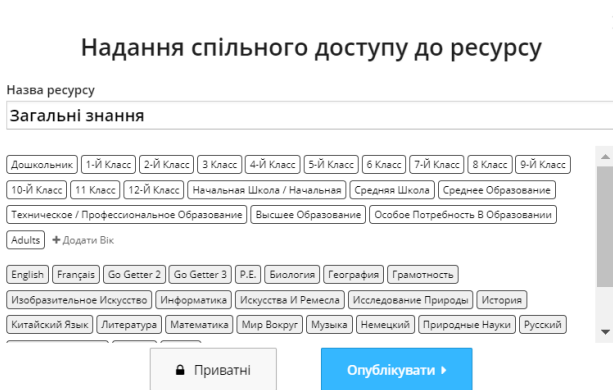 Надання спільного доступу до ресурсу
Назва ресурсу
Загальні знання
Дошкольник 1-Й Класс 2-Й Класс 3 Класс 4-Й Класс 5-Й Класс 6 Класс 7-Й Класс 8 Класс 9-Й Класс
10-Й Класс 11 Класс 12-Й Класс Начальная Школа / Начальная Средняя Школа Среднее Образование
Техническое / Профессиональное Образование Высшее Образование Особое Потребность В Образовании
Adults + Додати Вік
English Français Go Getter 2 Go Getter 3 P.E. Биология География Грамотность
Изобразительное Искусство Информатика Искусства И Ремесла Исследование Природы История
Китайский Язык Литература Математика Мир Вокруг Музыка Немецкий Природные Науки Русский
Приватні Опублікувати